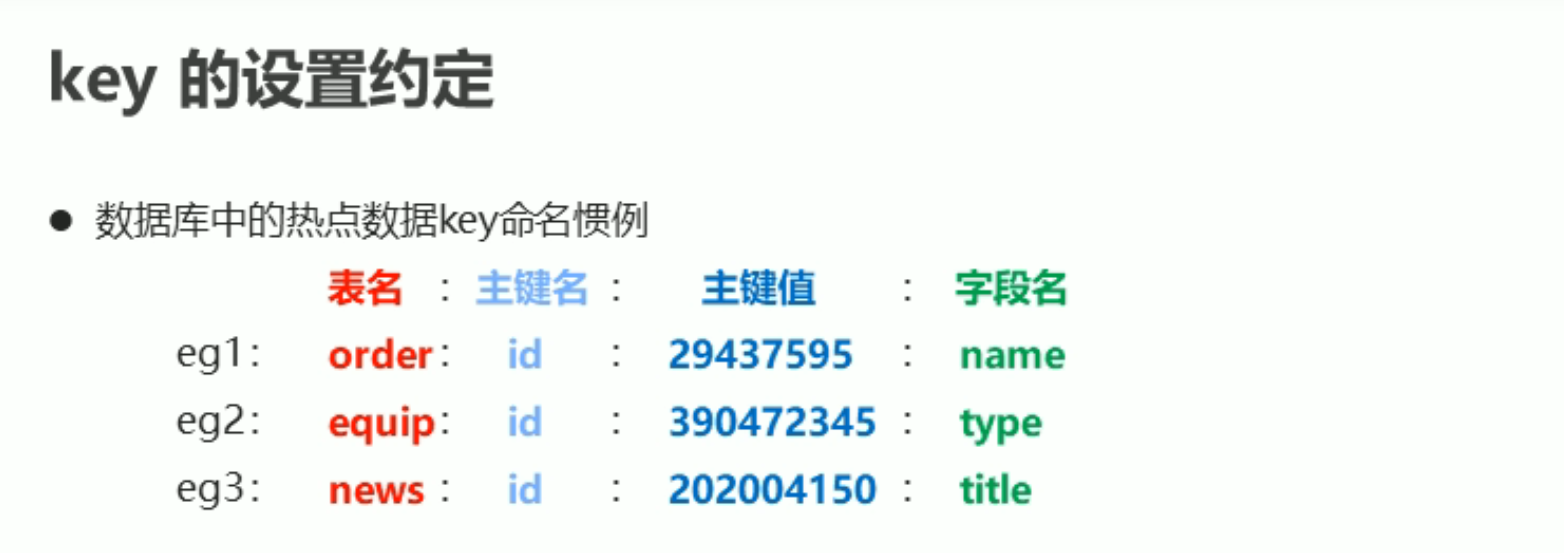 key 的设置约定
● 数据库中的热点数据key命名惯例
表名 : 主键名 : 主键值 : 字段名
eg1: order : id : 29437595 : name
eg2: equip : id : 390472345 : type
eg3: news : id : 202004150 : title